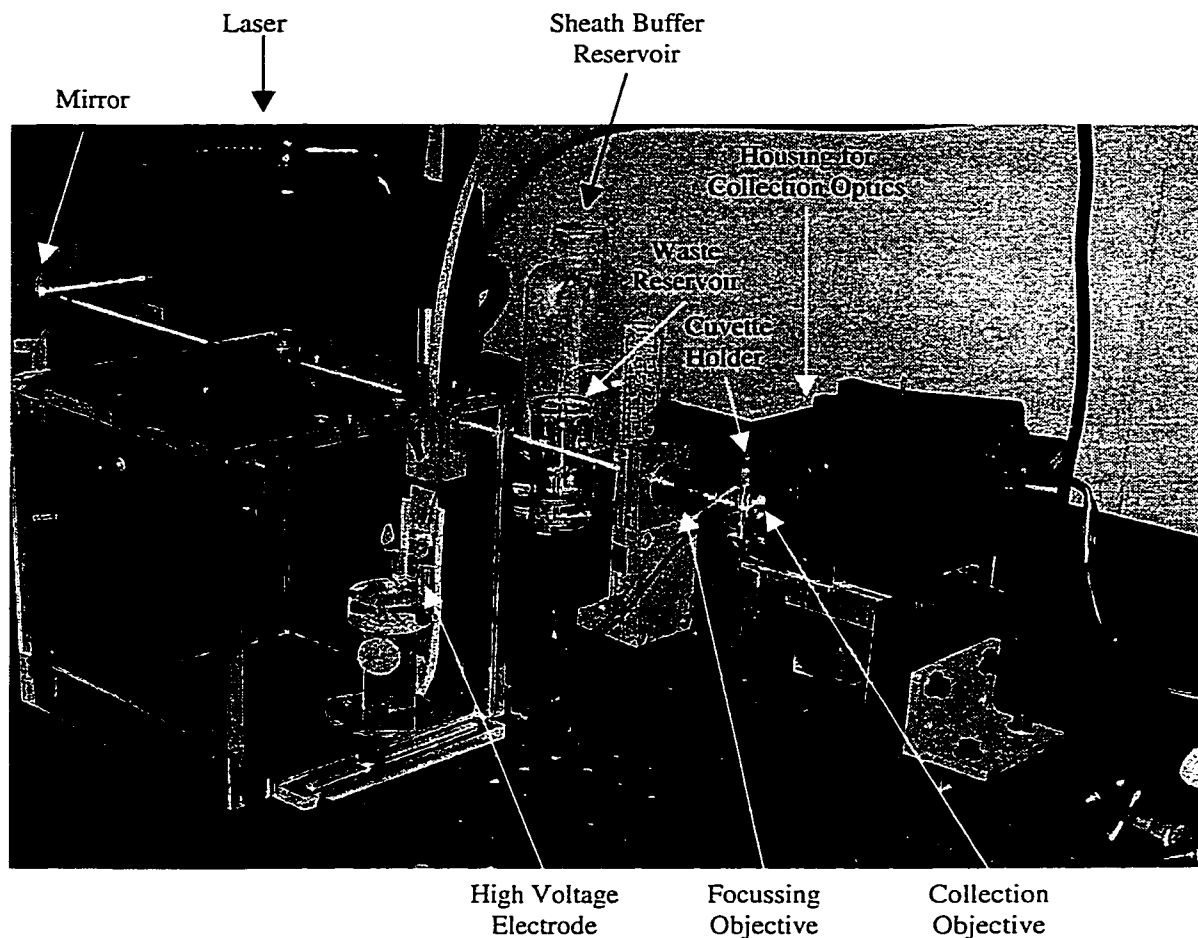 Laser
Sheath Buffer
Reservoir
Mirror
Housing for
Collection Optics
Waste
Reservoir
Cuvette
Holder
High Voltage
Electrode
Focussing
Objective
Collection
Objective